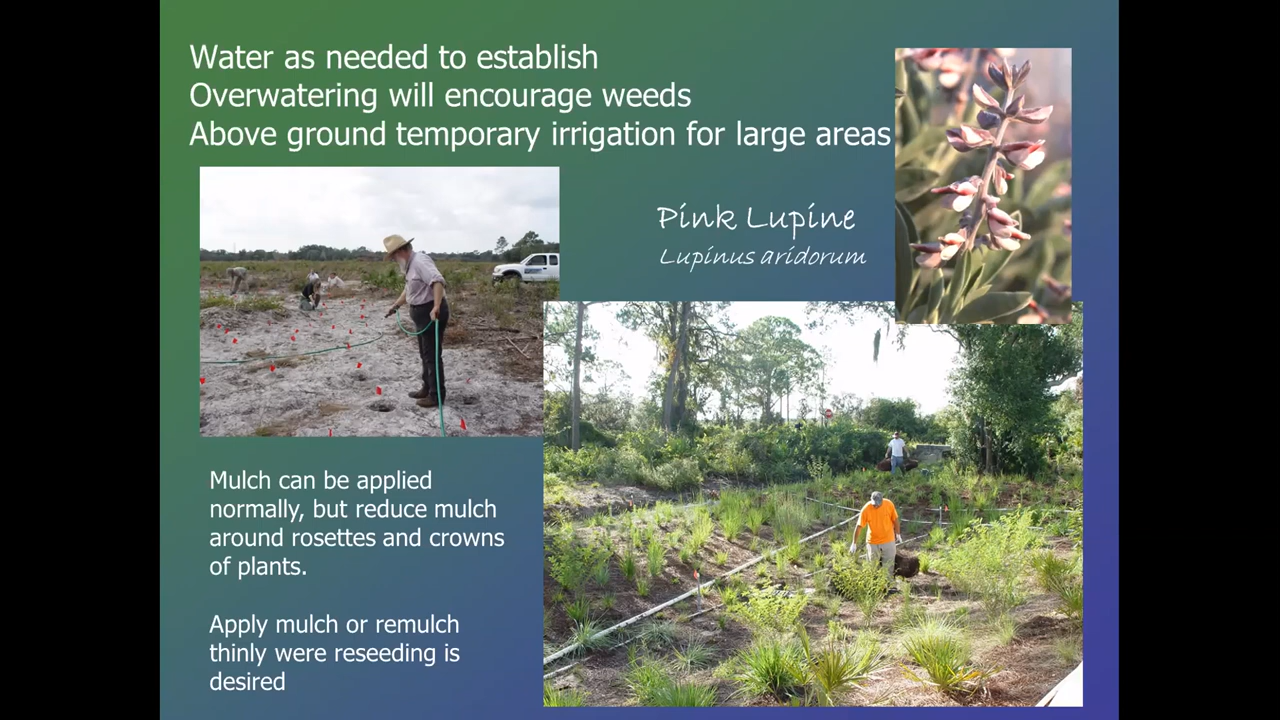 Water as needed to establish
Overwatering will encourage weeds
Above ground temporary irrigation for large areas
Pink Lupine
Lupinus aridorum
Mulch can be applied
normally, but reduce mulch
around rosettes and crowns
of plants.
Apply mulch or remulch
thinly were reseeding is
desired